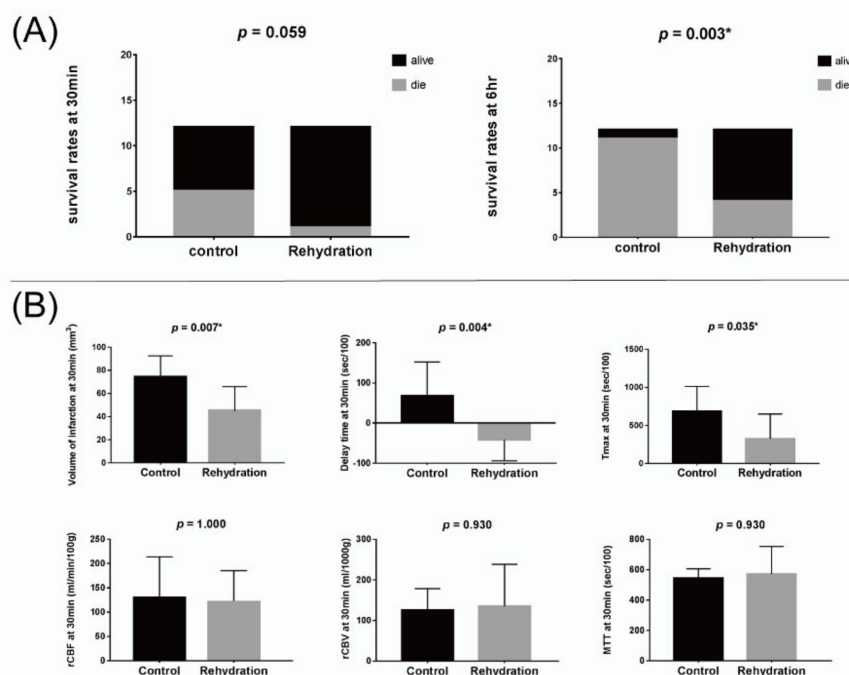 (A)
p = 0.059
survival rates at 30min
20
15
10
5
0
alive
die
control
Rehydration
p = 0.003*
survival rates at 6hr
20
15
10
5
0
aliv
die
control
Rehydration
(B)
p = 0.007*
Volume of infarction at 30min (mm³)
100
80
60
40
20
0
Control
Rehydration
p = 0.004*
Delay time at 30min (sec/100)
200
100
0
-100
Control
Rehydration
p = 0.035*
Tmax at 30min (sec/100)
1500
1000
500
0
Control
Rehydration
p = 1.000
rCBF at 30min (ml/min/100g)
250
200
150
100
50
0
Control
Rehydration
p = 0.930
rCBV at 30min (ml/1000g)
300
200
100
0
Control
Rehydration
p = 0.930
MTT at 30min (sec/100)
800
600
400
200
0
Control
Rehydration